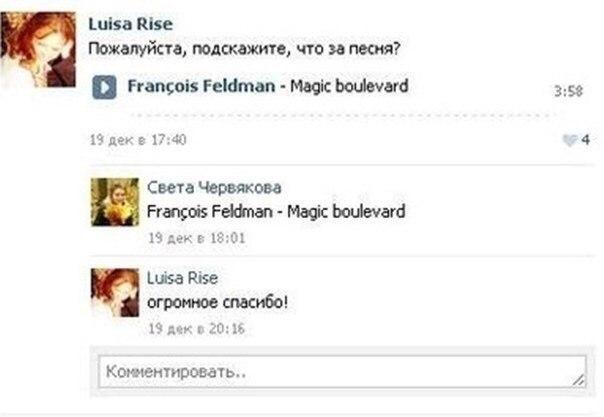 Luisa Rise
Пожалуйста, подскажите, что за песня?
François Feldman - Magic boulevard 3:58
19 дек в 17:40 4
Света Червякова
François Feldman - Magic boulevard
19 дек в 18:01
Luisa Rise
огромное спасибо!
19 дек в 20:16
Комментировать..